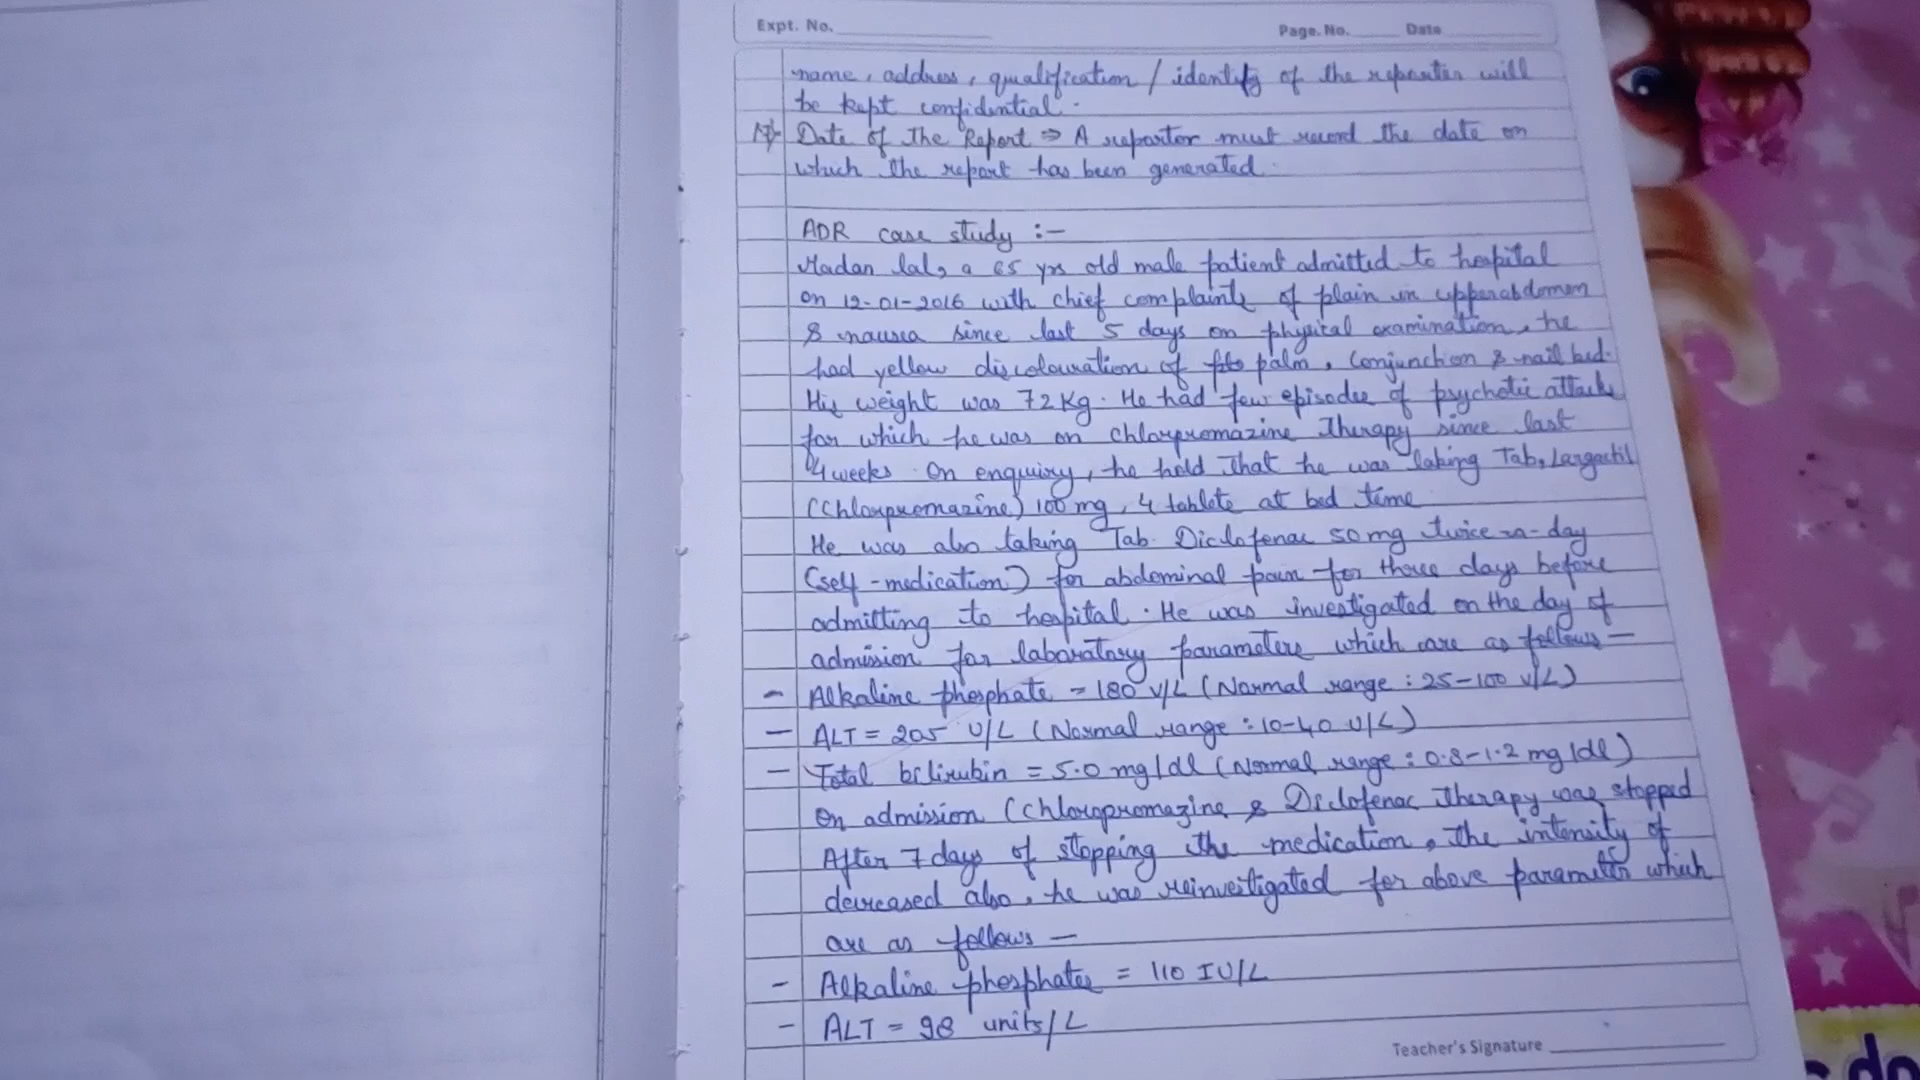 Expt. No.
Page. No. Date
name, address, qualification / identity of the reporter will
be kept confidential.
Date of The Report ⇒ A reportor must record the date on
which the report has been generated.
ADR case study :-
Madan lal, a 65 yrs old male patient admitted to hospital
on 12-01-2016 with chief complaints of plain in upperabdomen
& nausea since last 5 days on physical examination, he
had yellow discolouration of palm, conjunction & nail bed.
His weight was 72 Kg. He had few episodes of psychotic attacks
for which he was on chlorpromazine Therapy since last
4 weeks. On enquiry, he hold That he was taking Tab, Largactil
(Chlorpromazine) 100 mg, 4 tablets at bed time
He was also taking Tab. Diclofenac 50 mg twice-a-day
(self-medication) for abdominal pain for three days before
admitting to hospital. He was investigated on the day of
admission for laboratory parameters which are as follows —
- Alkaline phosphate = 180 U/L (Normal range : 25-100 U/L)
- ALT = 205 U/L (Normal range : 10-40 U/L)
- Total bilirubin = 5.0 mg/dl (Normal range : 0.8-1.2 mg/dl)
On admission (Chloropromazine & Diclofenac Therapy was stopped
After 7 days of stopping the medication, the intensity of
decreased also, he was reinvestigated for above parameters which
are as follows —
- Alkaline phosphates = 110 IU/L
- ALT = 98 units/L
Teacher's Signature
do